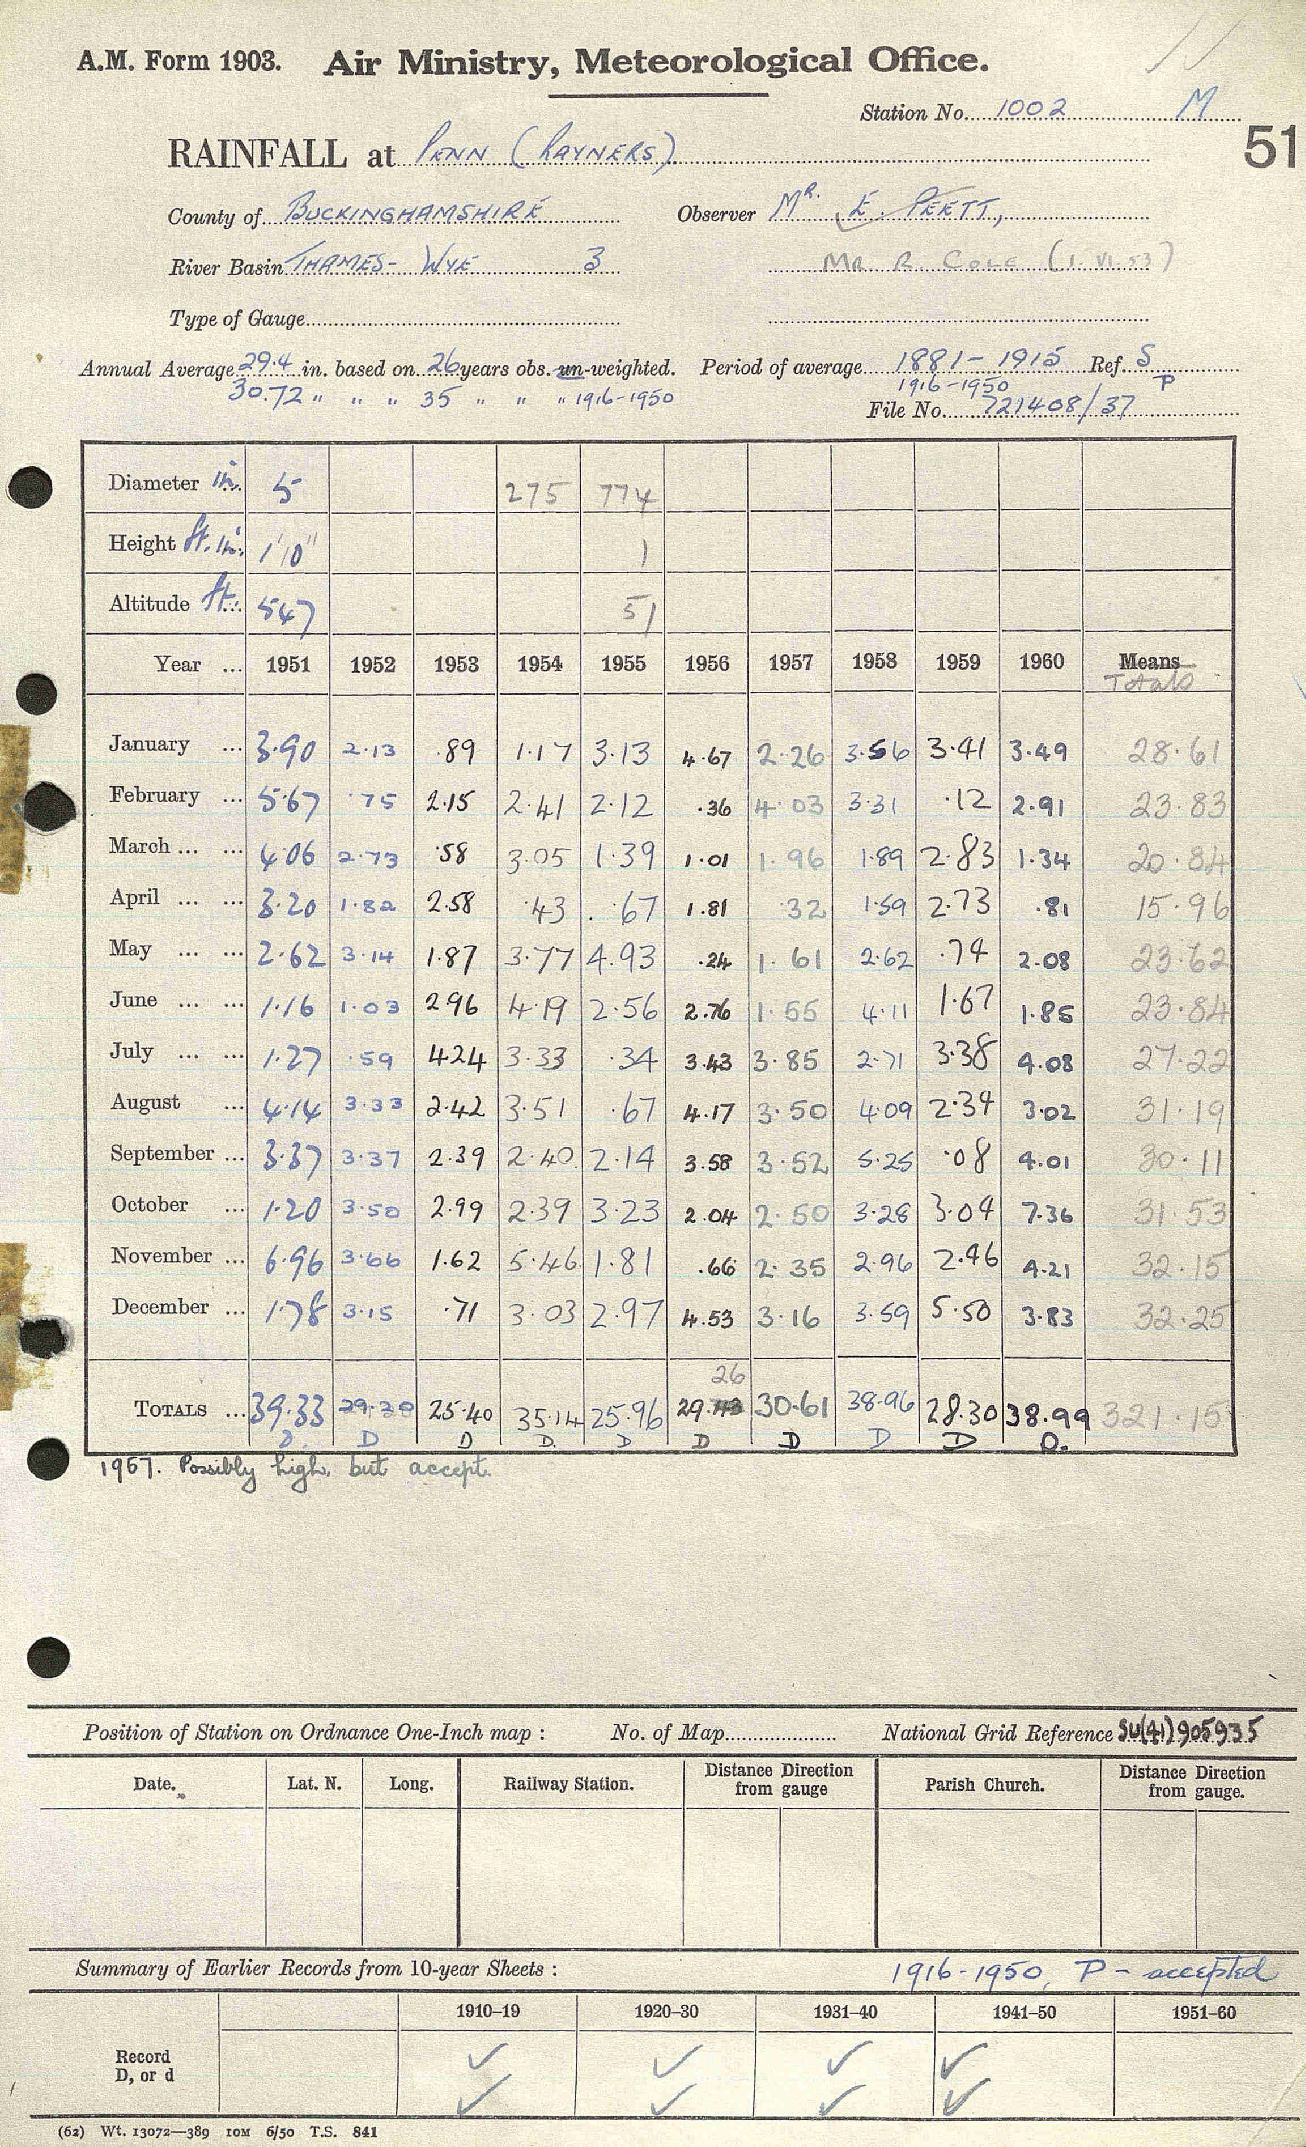 A.M. Form 1903. Air Ministry, Meteorological Office.
Station No. 1002 M
51
RAINFALL at PENN (RAYNERS)
County of BUCKINGHAMSHIRE Observer Mr. E. PEETT,
River Basin THAMES - WYE 3 MR R. COLE (1.VI.53)
Type of Gauge
Annual Average 29.4 in. based on 26 years obs. un-weighted. Period of average 1881-1915 Ref. S
30.72 " " " 35 " " " 1916-1950 1916-1950 P
File No. 721408/37
Diameter in. 5 275 774
Height ft. in. 1'10" 1
Altitude ft. 547 51
Year ... 1951 1952 1953 1954 1955 1956 1957 1958 1959 1960 Means
Totals
January ... 3.90 2.13 .89 1.17 3.13 4.67 2.26 3.56 3.41 3.49 28.61
February ... 5.67 .75 2.15 2.41 2.12 .36 4.03 3.31 .12 2.91 23.83
March ... ... 4.06 2.73 .58 3.05 1.39 1.01 1.96 1.89 2.83 1.34 20.84
April ... ... 3.20 1.82 2.58 .43 .67 1.81 .32 1.59 2.73 .81 15.96
May ... ... 2.62 3.14 1.87 3.77 4.93 .24 1.61 2.62 .74 2.08 23.62
June ... ... 1.16 1.03 2.96 4.19 2.56 2.76 1.55 4.11 1.67 1.85 23.84
July ... ... 1.27 .59 4.24 3.33 .34 3.43 3.85 2.71 3.38 4.08 27.22
August ... 4.14 3.33 2.42 3.51 .67 4.17 3.50 4.09 2.34 3.02 31.19
September ... 3.37 3.37 2.39 2.40 2.14 3.58 3.52 5.25 .08 4.01 30.11
October ... 1.20 3.50 2.99 2.39 3.23 2.04 2.50 3.28 3.04 7.36 31.53
November ... 6.96 3.66 1.62 5.46 1.81 .66 2.35 2.96 2.46 4.21 32.15
December ... 1.78 3.15 .71 3.03 2.97 4.53 3.16 3.59 5.50 3.83 32.25
26
TOTALS ... 39.33 29.20 25.40 35.14 25.96 29. 30.61 38.96 28.30 38.99 321.15
D. D D D. D D D D D D.
1957. Possibly high, but accept.
Position of Station on Ordnance One-Inch map : No. of Map National Grid Reference SU(41)905935
Date. Lat. N. Long. Railway Station. Distance Direction from gauge Parish Church. Distance Direction from gauge.
Summary of Earlier Records from 10-year Sheets : 1916-1950, P - accepted
1910–19 1920–30 1931–40 1941–50 1951–60
Record ✓ ✓ ✓ ✓
D, or d ✓ ✓ ✓ ✓
(62) Wt. 13072—389 10M 6/50 T.S. 841